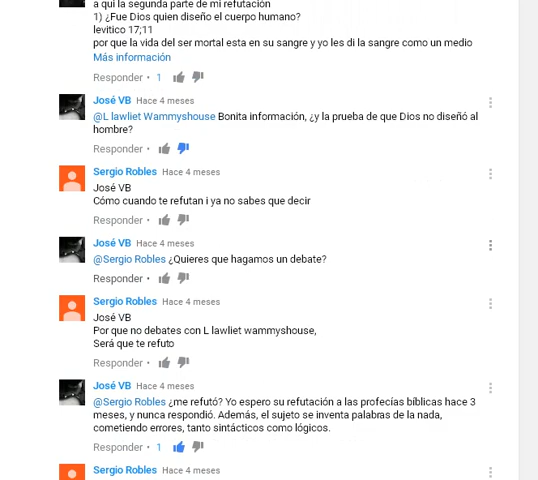 a qui la segunda parte de mi refutación
1) ¿Fue Dios quien diseño el cuerpo humano?
levitico 17;11
por que la vida del ser mortal esta en su sangre y yo les di la sangre como un medio
Más información
Responder • 1
José VB Hace 4 meses
@L lawliet Wammyshouse Bonita información, ¿y la prueba de que Dios no diseñó al
hombre?
Responder •
Sergio Robles Hace 4 meses
José VB
Cómo cuando te refutan i ya no sabes que decir
Responder •
José VB Hace 4 meses
@Sergio Robles ¿Quieres que hagamos un debate?
Responder •
Sergio Robles Hace 4 meses
José VB
Por que no debates con L lawliet wammyshouse,
Será que te refuto
Responder •
José VB Hace 4 meses
@Sergio Robles ¿me refutó? Yo espero su refutación a las profecías bíblicas hace 3
meses, y nunca respondió. Además, el sujeto se inventa palabras de la nada,
cometiendo errores, tanto sintácticos como lógicos.
Responder • 1
Sergio Robles Hace 4 meses